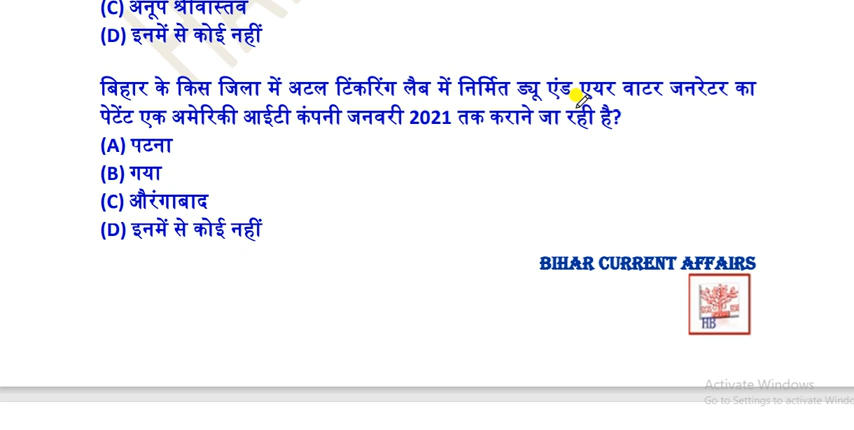 (C) अनूप श्रीवास्तव
(D) इनमें से कोई नहीं
बिहार के किस जिला में अटल टिंकरिंग लैब में निर्मित ड्यू एंड एयर वाटर जनरेटर का
पेटेंट एक अमेरिकी आईटी कंपनी जनवरी 2021 तक कराने जा रही है?
(A) पटना
(B) गया
(C) औरंगाबाद
(D) इनमें से कोई नहीं
BIHAR CURRENT AFFAIRS
HB
Activate Windows
Go to Settings to activate Windo